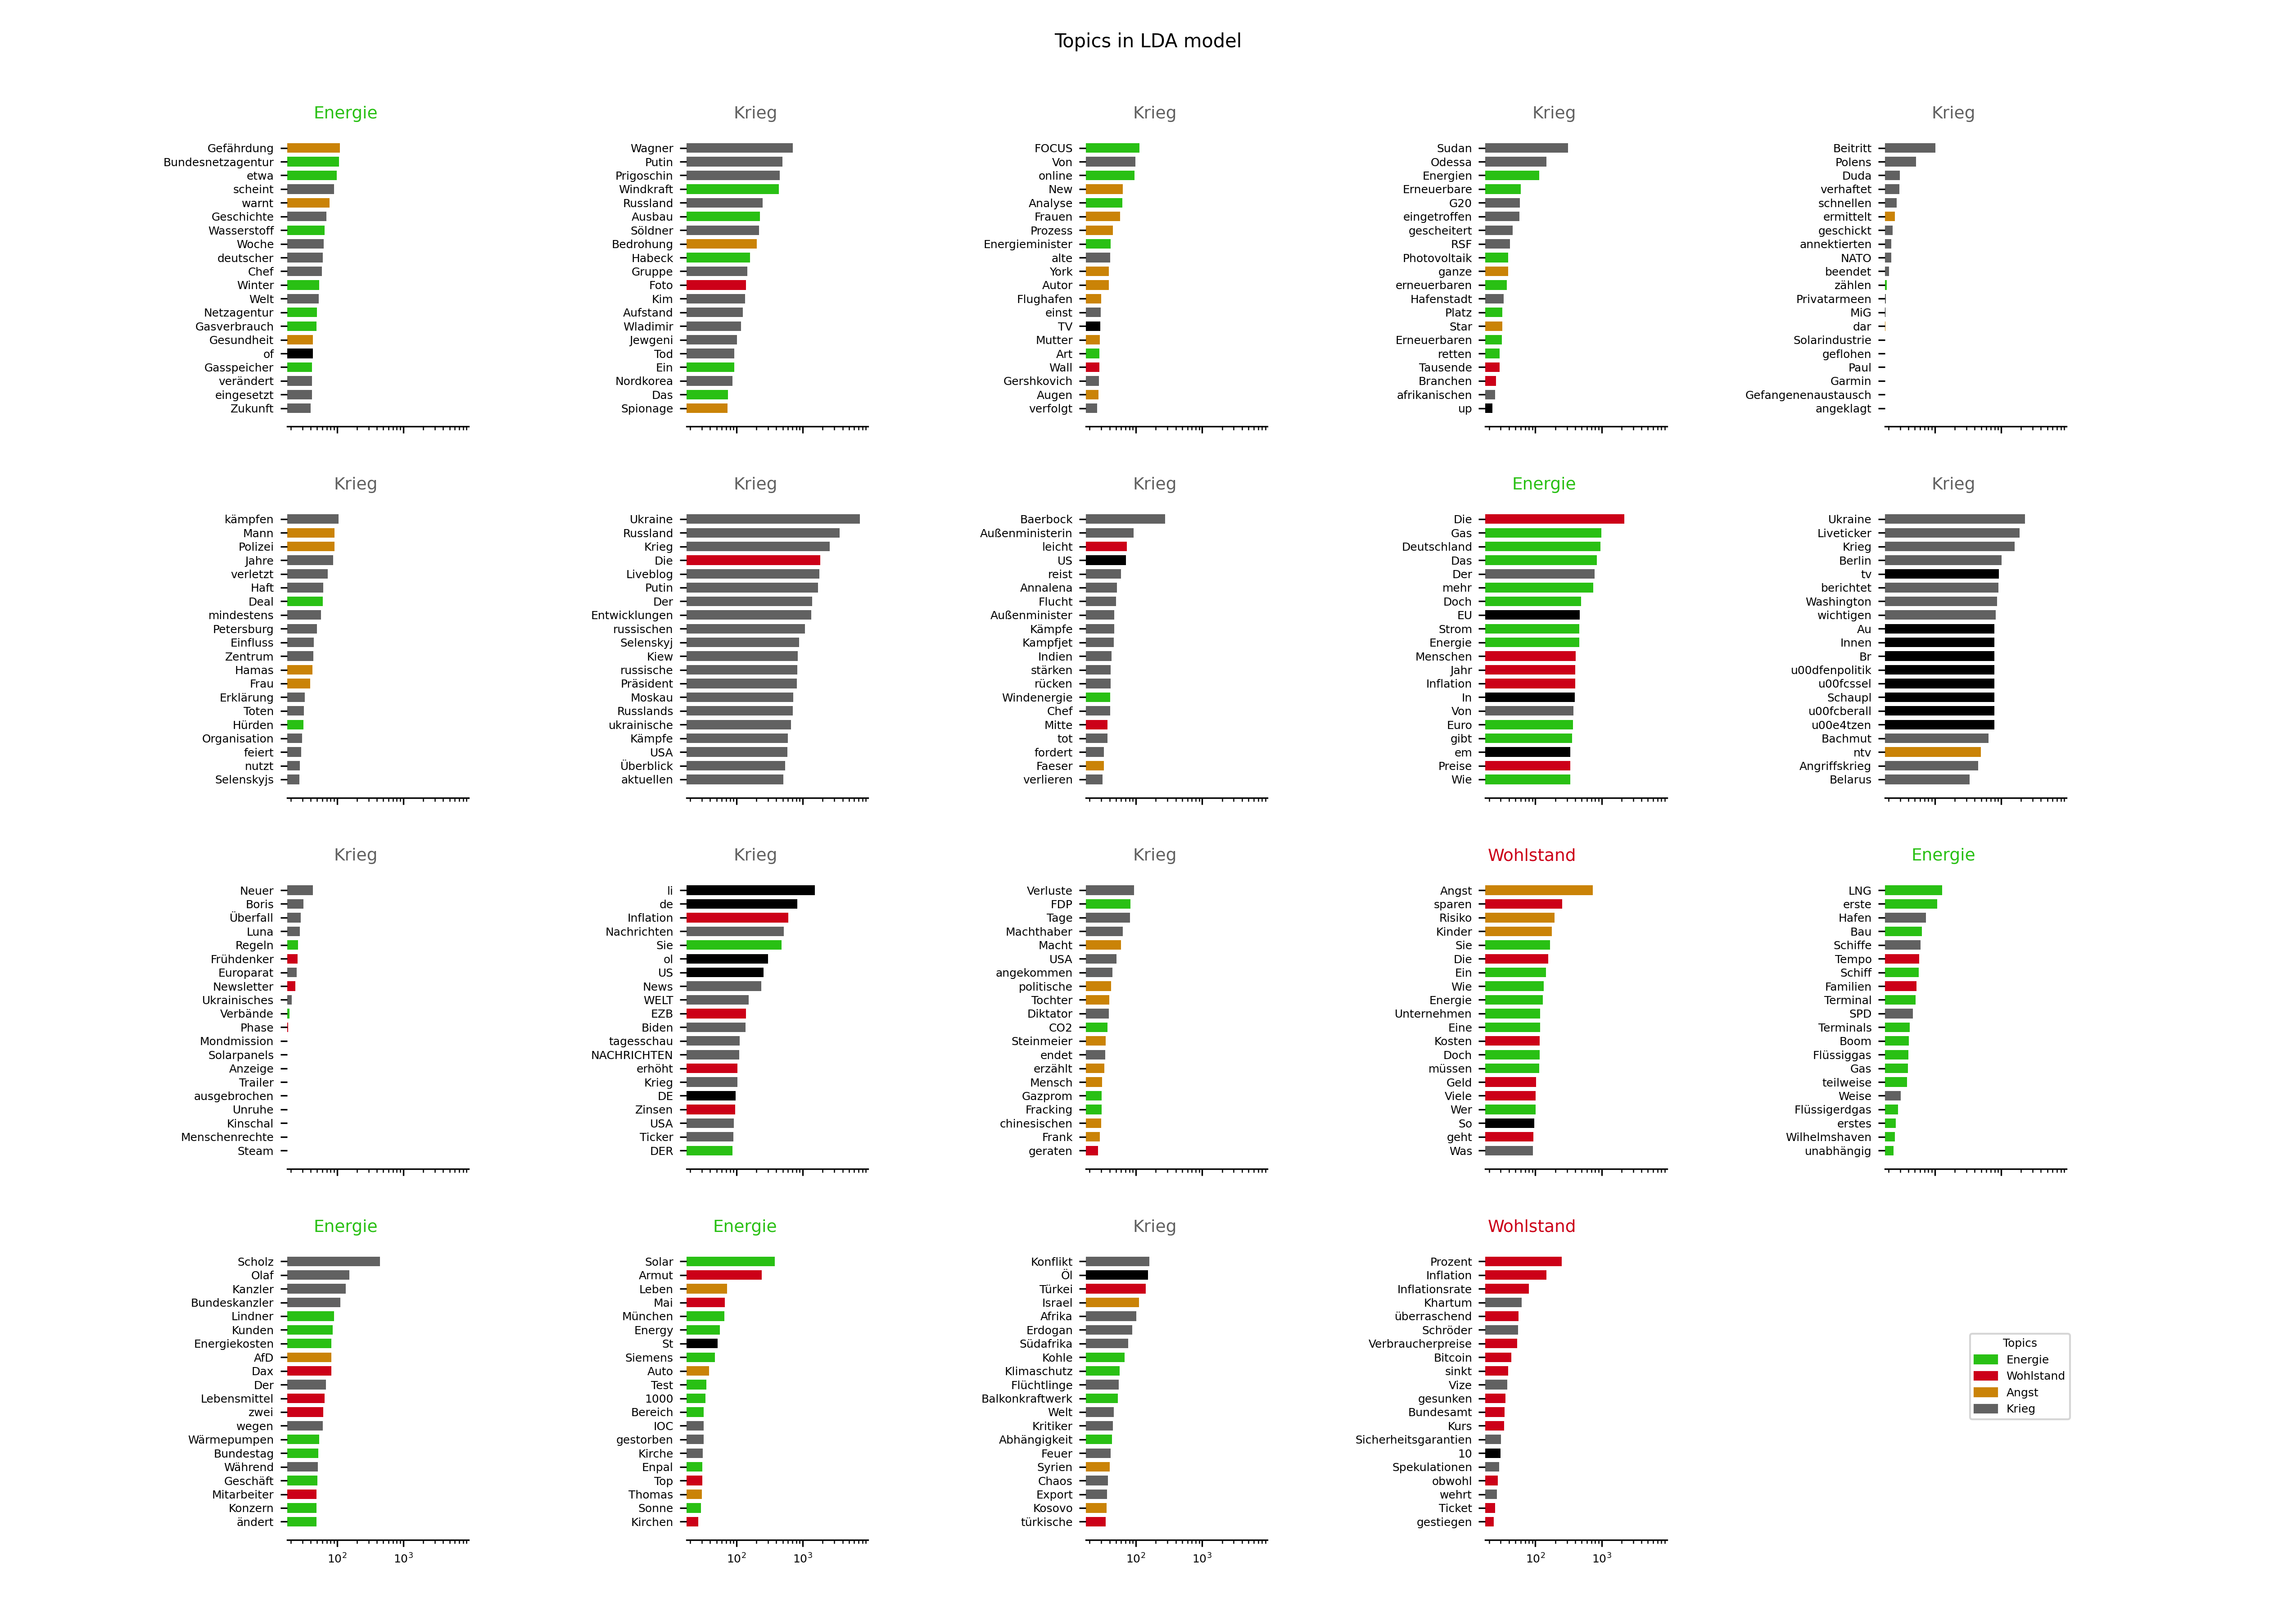 Topics in LDA model
Energie
Gefährdung
Bundesnetzagentur
etwa
scheint
warnt
Geschichte
Wasserstoff
Woche
deutscher
Chef
Winter
Welt
Netzagentur
Gasverbrauch
Gesundheit
of
Gasspeicher
verändert
eingesetzt
Zukunft
Krieg
Wagner
Putin
Prigoschin
Windkraft
Russland
Ausbau
Söldner
Bedrohung
Habeck
Gruppe
Foto
Kim
Aufstand
Wladimir
Jewgeni
Tod
Ein
Nordkorea
Das
Spionage
Krieg
FOCUS
Von
online
New
Analyse
Frauen
Prozess
Energieminister
alte
York
Autor
Flughafen
einst
TV
Mutter
Art
Wall
Gershkovich
Augen
verfolgt
Krieg
Sudan
Odessa
Energien
Erneuerbare
G20
eingetroffen
gescheitert
RSF
Photovoltaik
ganze
erneuerbaren
Hafenstadt
Platz
Star
Erneuerbaren
retten
Tausende
Branchen
afrikanischen
up
Krieg
Beitritt
Polens
Duda
verhaftet
schnellen
ermittelt
geschickt
annektierten
NATO
beendet
zählen
Privatarmeen
MiG
dar
Solarindustrie
geflohen
Paul
Garmin
Gefangenenaustausch
angeklagt
Krieg
kämpfen
Mann
Polizei
Jahre
verletzt
Haft
Deal
mindestens
Petersburg
Einfluss
Zentrum
Hamas
Frau
Erklärung
Toten
Hürden
Organisation
feiert
nutzt
Selenskyjs
Krieg
Ukraine
Russland
Krieg
Die
Liveblog
Putin
Der
Entwicklungen
russischen
Selenskyj
Kiew
russische
Präsident
Moskau
Russlands
ukrainische
Kämpfe
USA
Überblick
aktuellen
Krieg
Baerbock
Außenministerin
leicht
US
reist
Annalena
Flucht
Außenminister
Kämpfe
Kampfjet
Indien
stärken
rücken
Windenergie
Chef
Mitte
tot
fordert
Faeser
verlieren
Energie
Die
Gas
Deutschland
Das
Der
mehr
Doch
EU
Strom
Energie
Menschen
Jahr
Inflation
In
Von
Euro
gibt
em
Preise
Wie
Krieg
Ukraine
Liveticker
Krieg
Berlin
tv
berichtet
Washington
wichtigen
Au
Innen
Br
u00dfenpolitik
u00fcssel
Schaupl
u00fcberall
u00e4tzen
Bachmut
ntv
Angriffskrieg
Belarus
Krieg
Neuer
Boris
Überfall
Luna
Regeln
Frühdenker
Europarat
Newsletter
Ukrainisches
Verbände
Phase
Mondmission
Solarpanels
Anzeige
Trailer
ausgebrochen
Unruhe
Kinschal
Menschenrechte
Steam
Krieg
li
de
Inflation
Nachrichten
Sie
ol
US
News
WELT
EZB
Biden
tagesschau
NACHRICHTEN
erhöht
Krieg
DE
Zinsen
USA
Ticker
DER
Krieg
Verluste
FDP
Tage
Machthaber
Macht
USA
angekommen
politische
Tochter
Diktator
CO2
Steinmeier
endet
erzählt
Mensch
Gazprom
Fracking
chinesischen
Frank
geraten
Wohlstand
Angst
sparen
Risiko
Kinder
Sie
Die
Ein
Wie
Energie
Unternehmen
Eine
Kosten
Doch
müssen
Geld
Viele
Wer
So
geht
Was
Energie
LNG
erste
Hafen
Bau
Schiffe
Tempo
Schiff
Familien
Terminal
SPD
Terminals
Boom
Flüssiggas
Gas
teilweise
Weise
Flüssigerdgas
erstes
Wilhelmshaven
unabhängig
Energie
Scholz
Olaf
Kanzler
Bundeskanzler
Lindner
Kunden
Energiekosten
AfD
Dax
Der
Lebensmittel
zwei
wegen
Wärmepumpen
Bundestag
Während
Geschäft
Mitarbeiter
Konzern
ändert
10² 10³
Energie
Solar
Armut
Leben
Mai
München
Energy
St
Siemens
Auto
Test
1000
Bereich
IOC
gestorben
Kirche
Enpal
Top
Thomas
Sonne
Kirchen
10² 10³
Krieg
Konflikt
Öl
Türkei
Israel
Afrika
Erdogan
Südafrika
Kohle
Klimaschutz
Flüchtlinge
Balkonkraftwerk
Welt
Kritiker
Abhängigkeit
Feuer
Syrien
Chaos
Export
Kosovo
türkische
10² 10³
Wohlstand
Prozent
Inflation
Inflationsrate
Khartum
überraschend
Schröder
Verbraucherpreise
Bitcoin
sinkt
Vize
gesunken
Bundesamt
Kurs
Sicherheitsgarantien
10
Spekulationen
obwohl
wehrt
Ticket
gestiegen
10² 10³
Topics
Energie
Wohlstand
Angst
Krieg